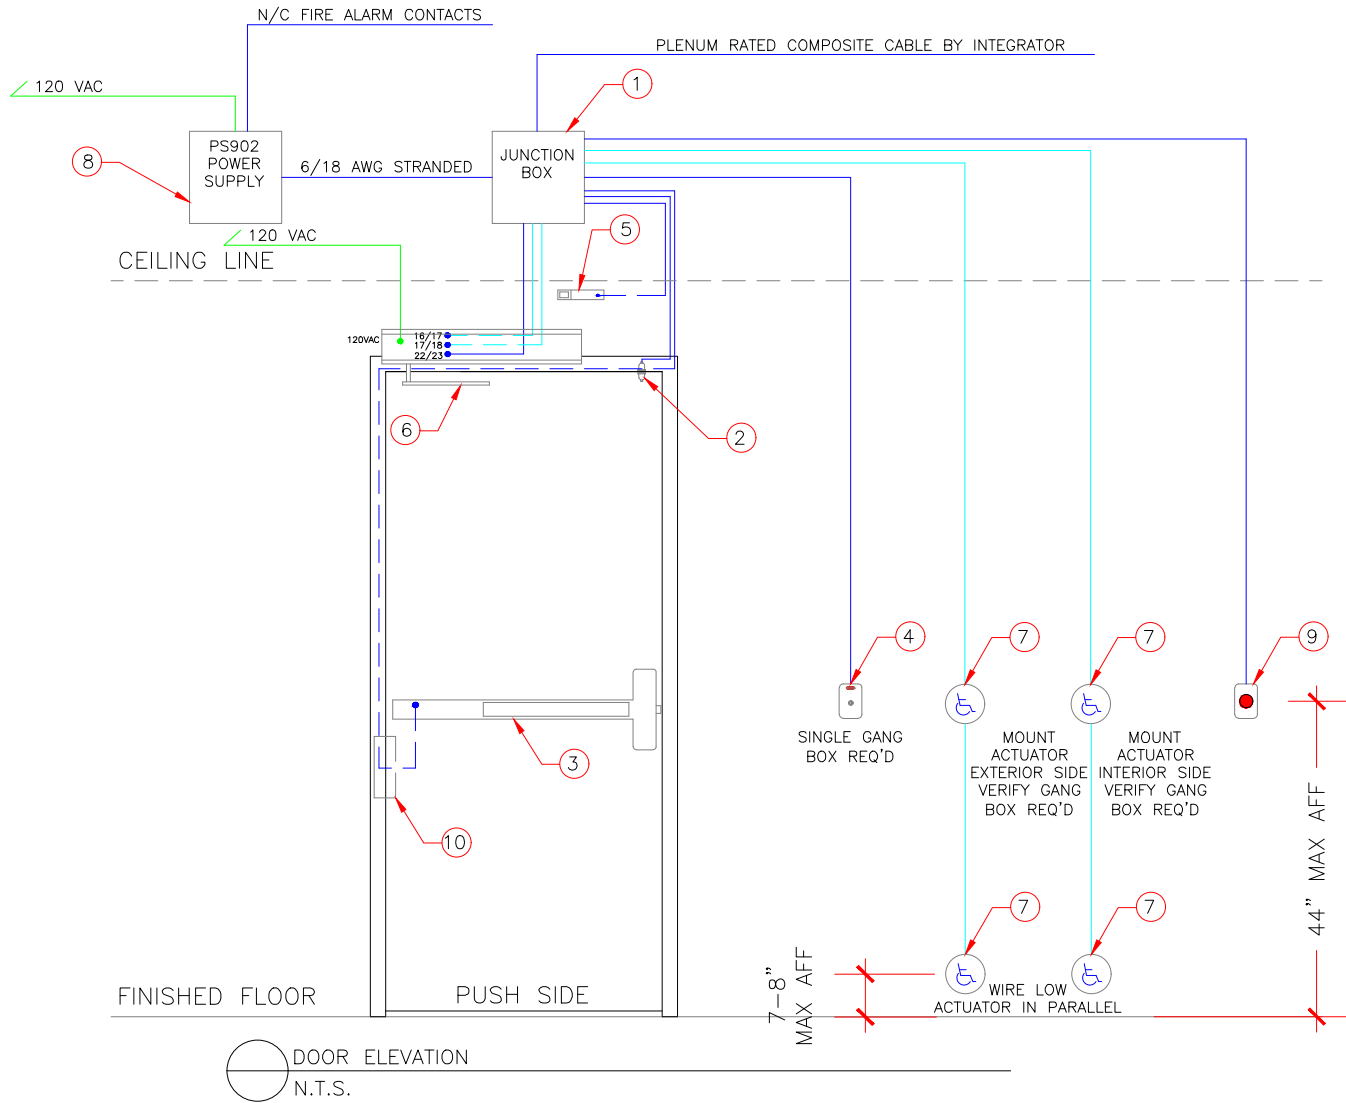 N/C FIRE ALARM CONTACTS
PLENUM RATED COMPOSITE CABLE BY INTEGRATOR
120 VAC
1
PS902
POWER
SUPPLY
8
6/18 AWG STRANDED
JUNCTION
BOX
120 VAC
5
CEILING LINE
120VAC
16/17
17/18
22/23
6
2
4
7
7
9
3
SINGLE GANG
BOX REQ'D
MOUNT
ACTUATOR
EXTERIOR SIDE
VERIFY GANG
BOX REQ'D
MOUNT
ACTUATOR
INTERIOR SIDE
VERIFY GANG
BOX REQ'D
10
44" MAX AFF
7
7
7-8"
MAX AFF
WIRE LOW
ACTUATOR IN PARALLEL
FINISHED FLOOR
PUSH SIDE
DOOR ELEVATION
N.T.S.